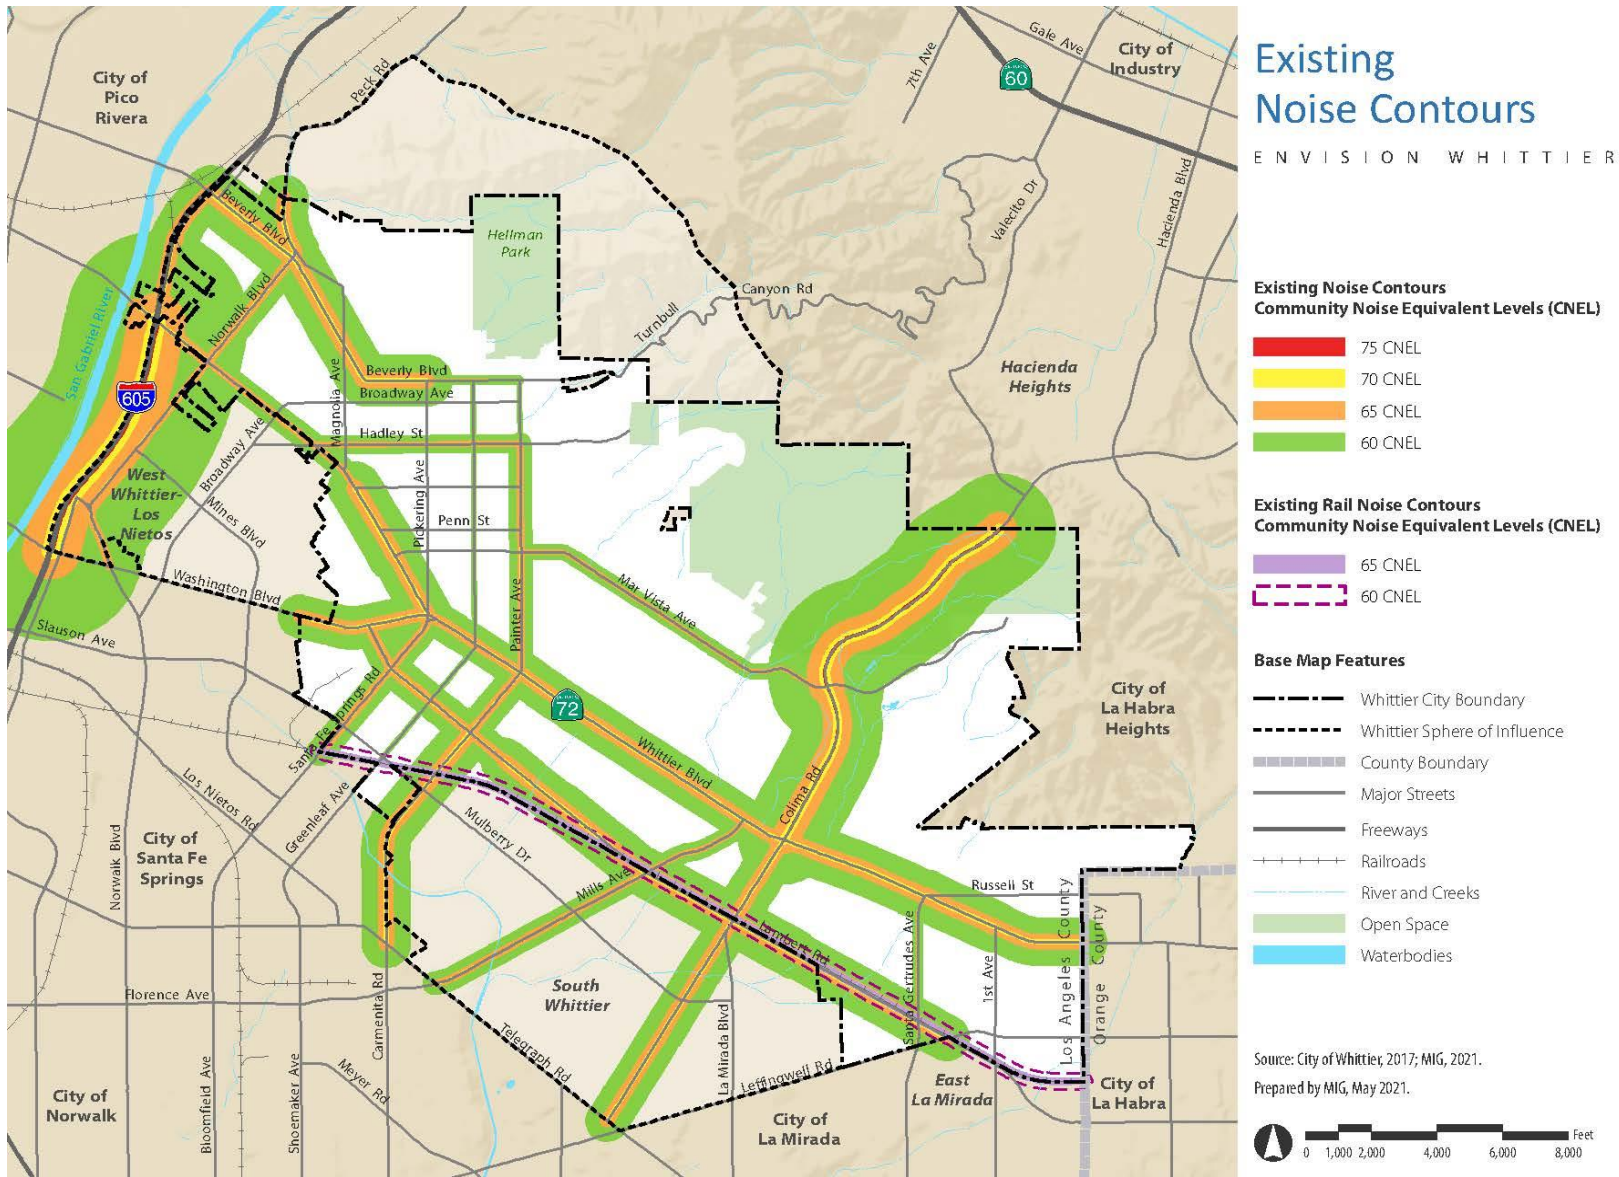 Existing
Noise Contours
ENVISION WHITTIER
Existing Noise Contours
Community Noise Equivalent Levels (CNEL)
75 CNEL
70 CNEL
65 CNEL
60 CNEL
Existing Rail Noise Contours
Community Noise Equivalent Levels (CNEL)
65 CNEL
60 CNEL
Base Map Features
Whittier City Boundary
Whittier Sphere of Influence
County Boundary
Major Streets
Freeways
Railroads
River and Creeks
Open Space
Waterbodies
Source: City of Whittier, 2017; MIG, 2021.
Prepared by MIG, May 2021.
0 1,000 2,000 4,000 6,000 8,000 Feet
City of
Pico
Rivera
Peck Rd
7th Ave
Gale Ave
City of
Industry
60
Hacienda Blvd
Valecito Dr
Beverly Blvd
Hellman
Park
Canyon Rd
Turnbull
Norwalk Blvd
San Gabriel River
605
Hacienda
Heights
Magnolia Ave
Beverly Blvd
Broadway Ave
Hadley St
Broadway Ave
West
Whittier-
Los
Nietos
Mines Blvd
Pickering Ave
Penn St
Washington Blvd
Slauson Ave
Painter Ave
Mar Vista Ave
Santa Fe Springs Rd
72
Whittier Blvd
Colima Rd
City of
La Habra
Heights
Los Nietos Rd
Greenleaf Ave
Mulberry Dr
Mills Ave
Norwalk Blvd
City of
Santa Fe
Springs
Russell St
Lambert Rd
Santa Gertrudes Ave
1st Ave
Los Angeles County
Orange County
Florence Ave
Carmenita Rd
South
Whittier
Telegraph Rd
La Mirada Blvd
Leffingwell Rd
Bloomfield Ave
Shoemaker Ave
Meyer Rd
City of
Norwalk
East
La Mirada
City of
La Habra
City of
La Mirada